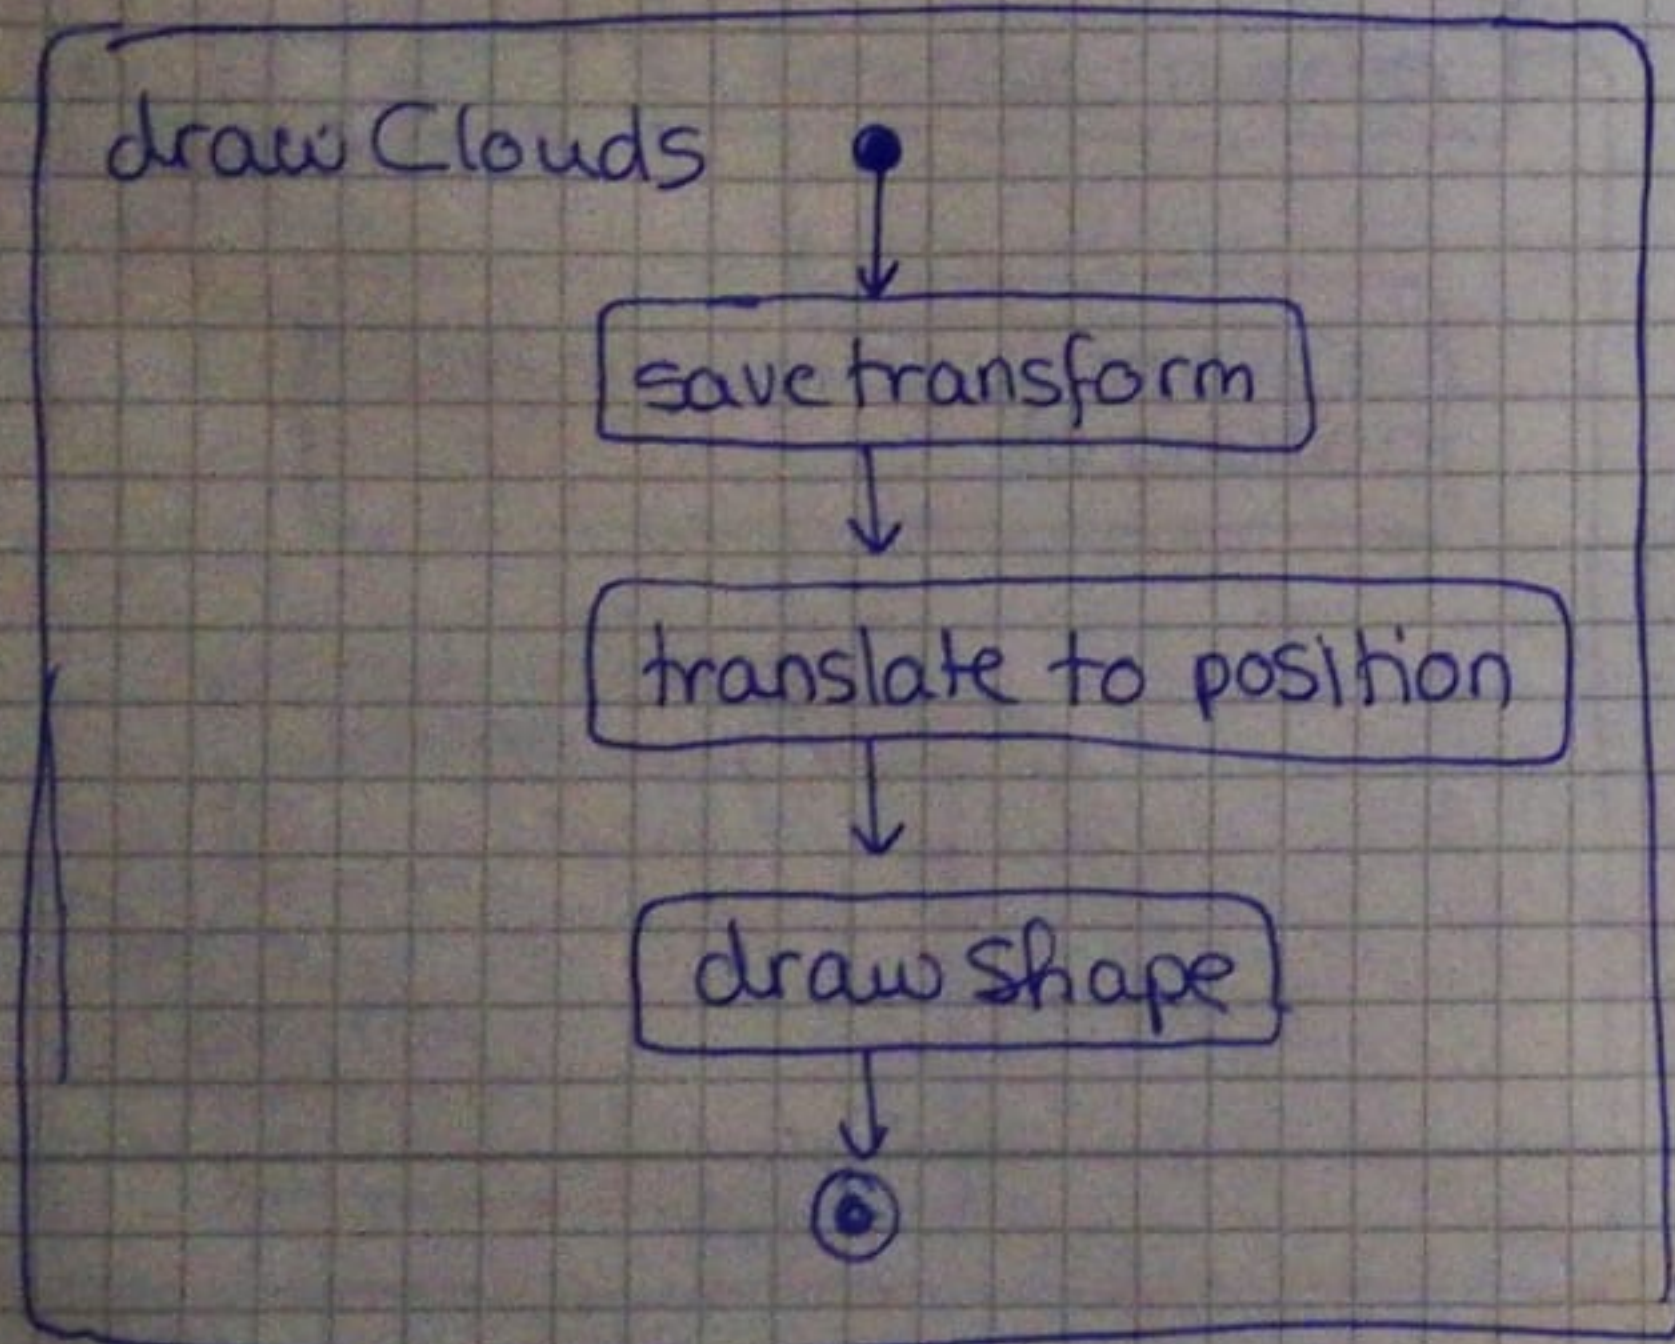 draw Clouds
save transform
translate to position
draw shape